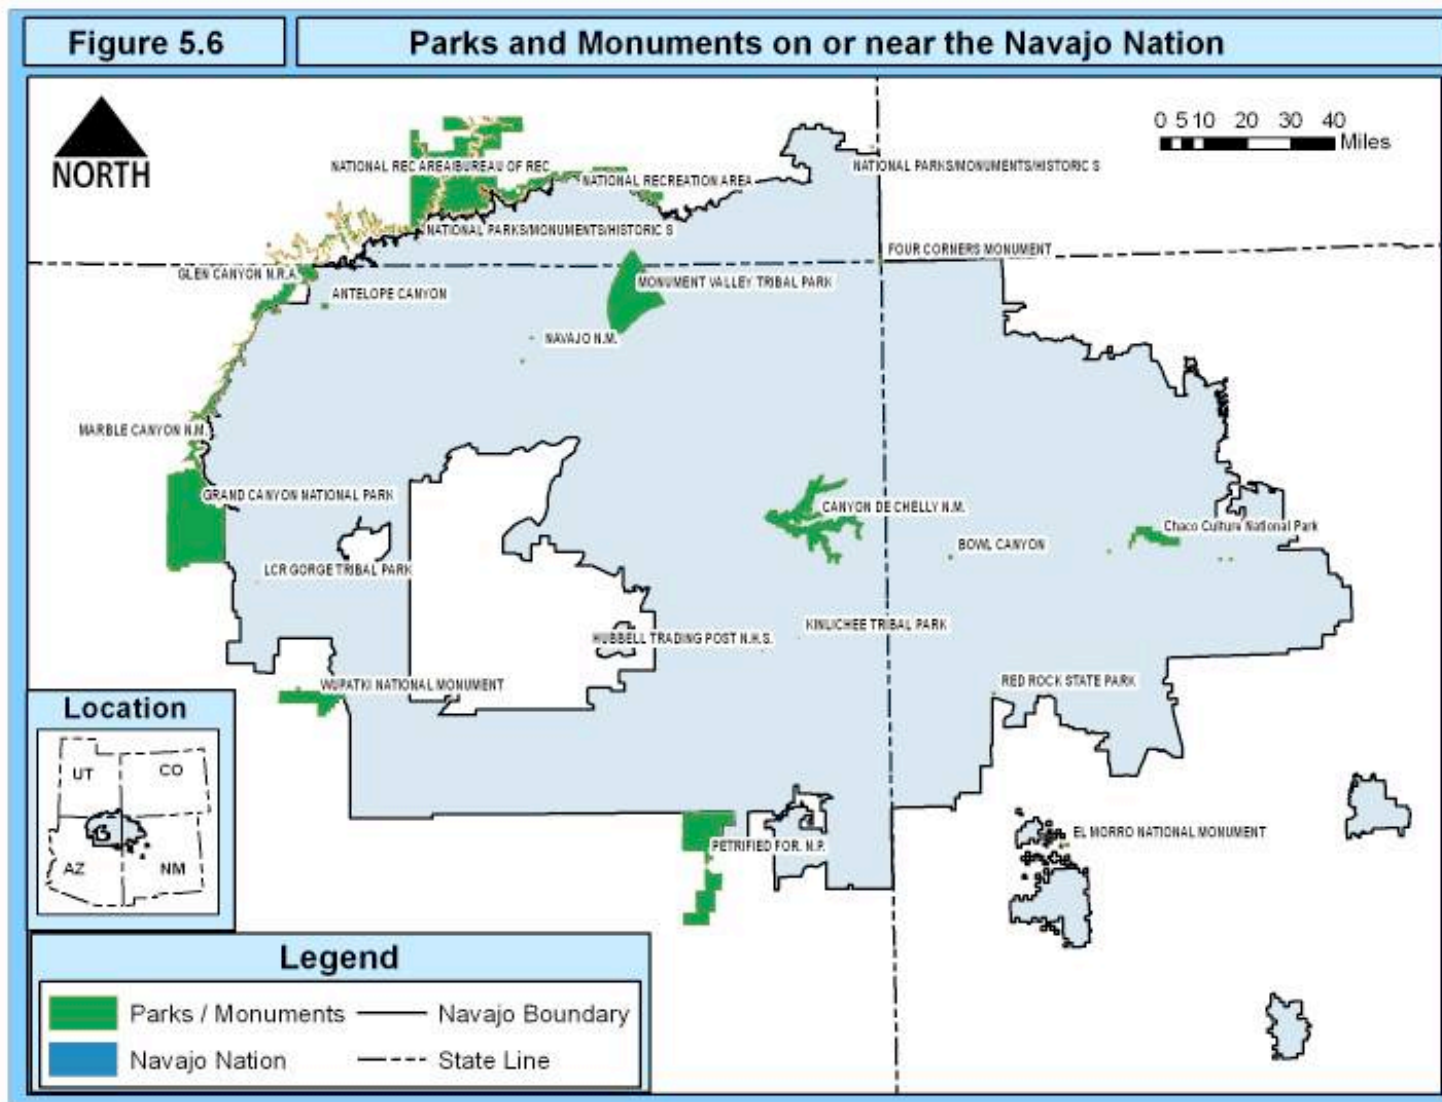 Figure 5.6
Parks and Monuments on or near the Navajo Nation
NORTH
0 5 10 20 30 40
Miles
NATIONAL REC AREA/BUREAU OF REC
NATIONAL RECREATION AREA
NATIONAL PARKS/MONUMENTS/HISTORIC S
NATIONAL PARKS/MONUMENTS/HISTORIC S
FOUR CORNERS MONUMENT
GLEN CANYON N.R.A.
ANTELOPE CANYON
MONUMENT VALLEY TRIBAL PARK
NAVAJO N.M.
MARBLE CANYON N.M.
GRAND CANYON NATIONAL PARK
CANYON DE CHELLY N.M.
Chaco Culture National Park
BOWL CANYON
LCR GORGE TRIBAL PARK
KINLICHEE TRIBAL PARK
HUBBELL TRADING POST N.H.S.
WUPATKI NATIONAL MONUMENT
RED ROCK STATE PARK
PETRIFIED FOR. N.P.
EL MORRO NATIONAL MONUMENT
Location
UT
CO
AZ
NM
Legend
Parks / Monuments
Navajo Boundary
Navajo Nation
State Line